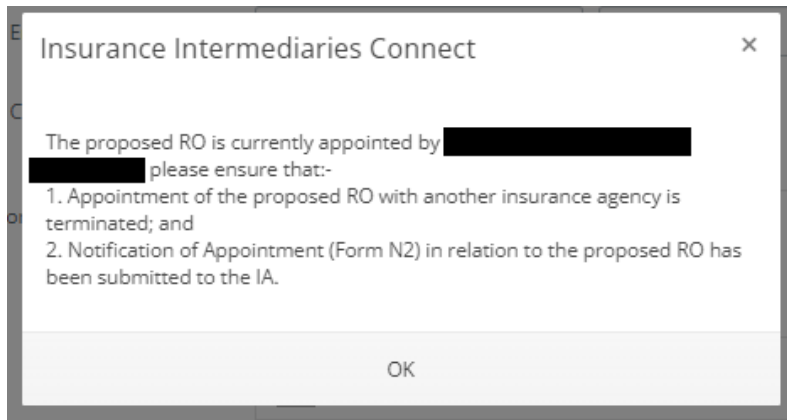 Insurance Intermediaries Connect
×
The proposed RO is currently appointed by
please ensure that:-
1. Appointment of the proposed RO with another insurance agency is
terminated; and
2. Notification of Appointment (Form N2) in relation to the proposed RO has
been submitted to the IA.
OK